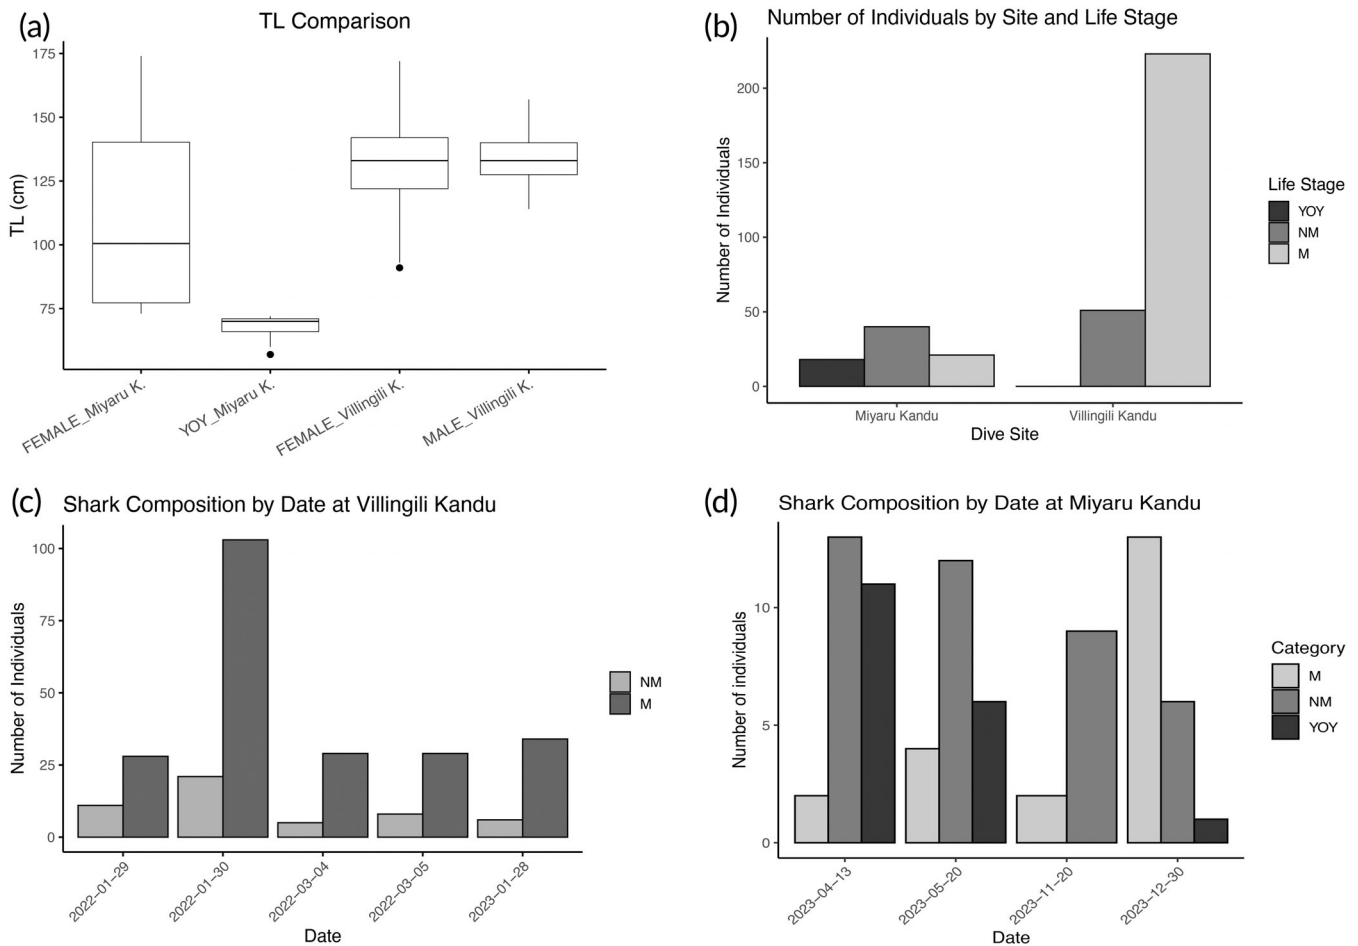 (a)
TL Comparison
TL (cm)
175
150
125
100
75
FEMALE_Miyaru K.
YOY_Miyaru K.
FEMALE_Villingili K.
MALE_Villingili K.
(b)
Number of Individuals by Site and Life Stage
Number of Individuals
200
150
100
50
0
Miyaru Kandu
Villingili Kandu
Dive Site
Life Stage
YOY
NM
M
(c)
Shark Composition by Date at Villingili Kandu
Number of Individuals
100
75
50
25
0
2022-01-29
2022-01-30
2022-03-04
2022-03-05
2023-01-28
Date
NM
M
(d)
Shark Composition by Date at Miyaru Kandu
Number of individuals
10
5
0
2023-04-13
2023-05-20
2023-11-20
2023-12-30
Date
Category
M
NM
YOY